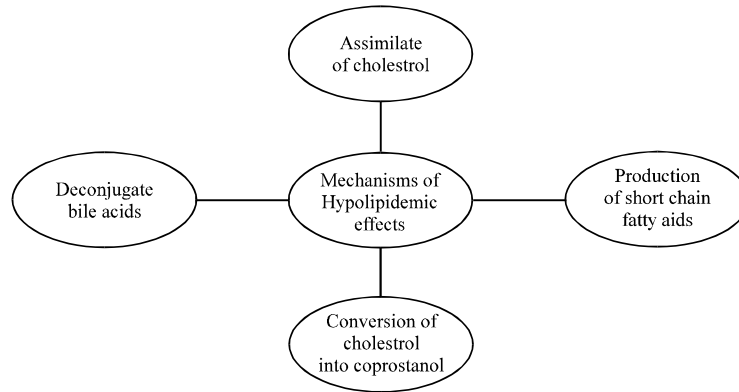 Assimilate
of cholestrol
Deconjugate
bile acids
Mechanisms of
Hypolipidemic
effects
Production
of short chain
fatty aids
Conversion of
cholestrol
into coprostanol